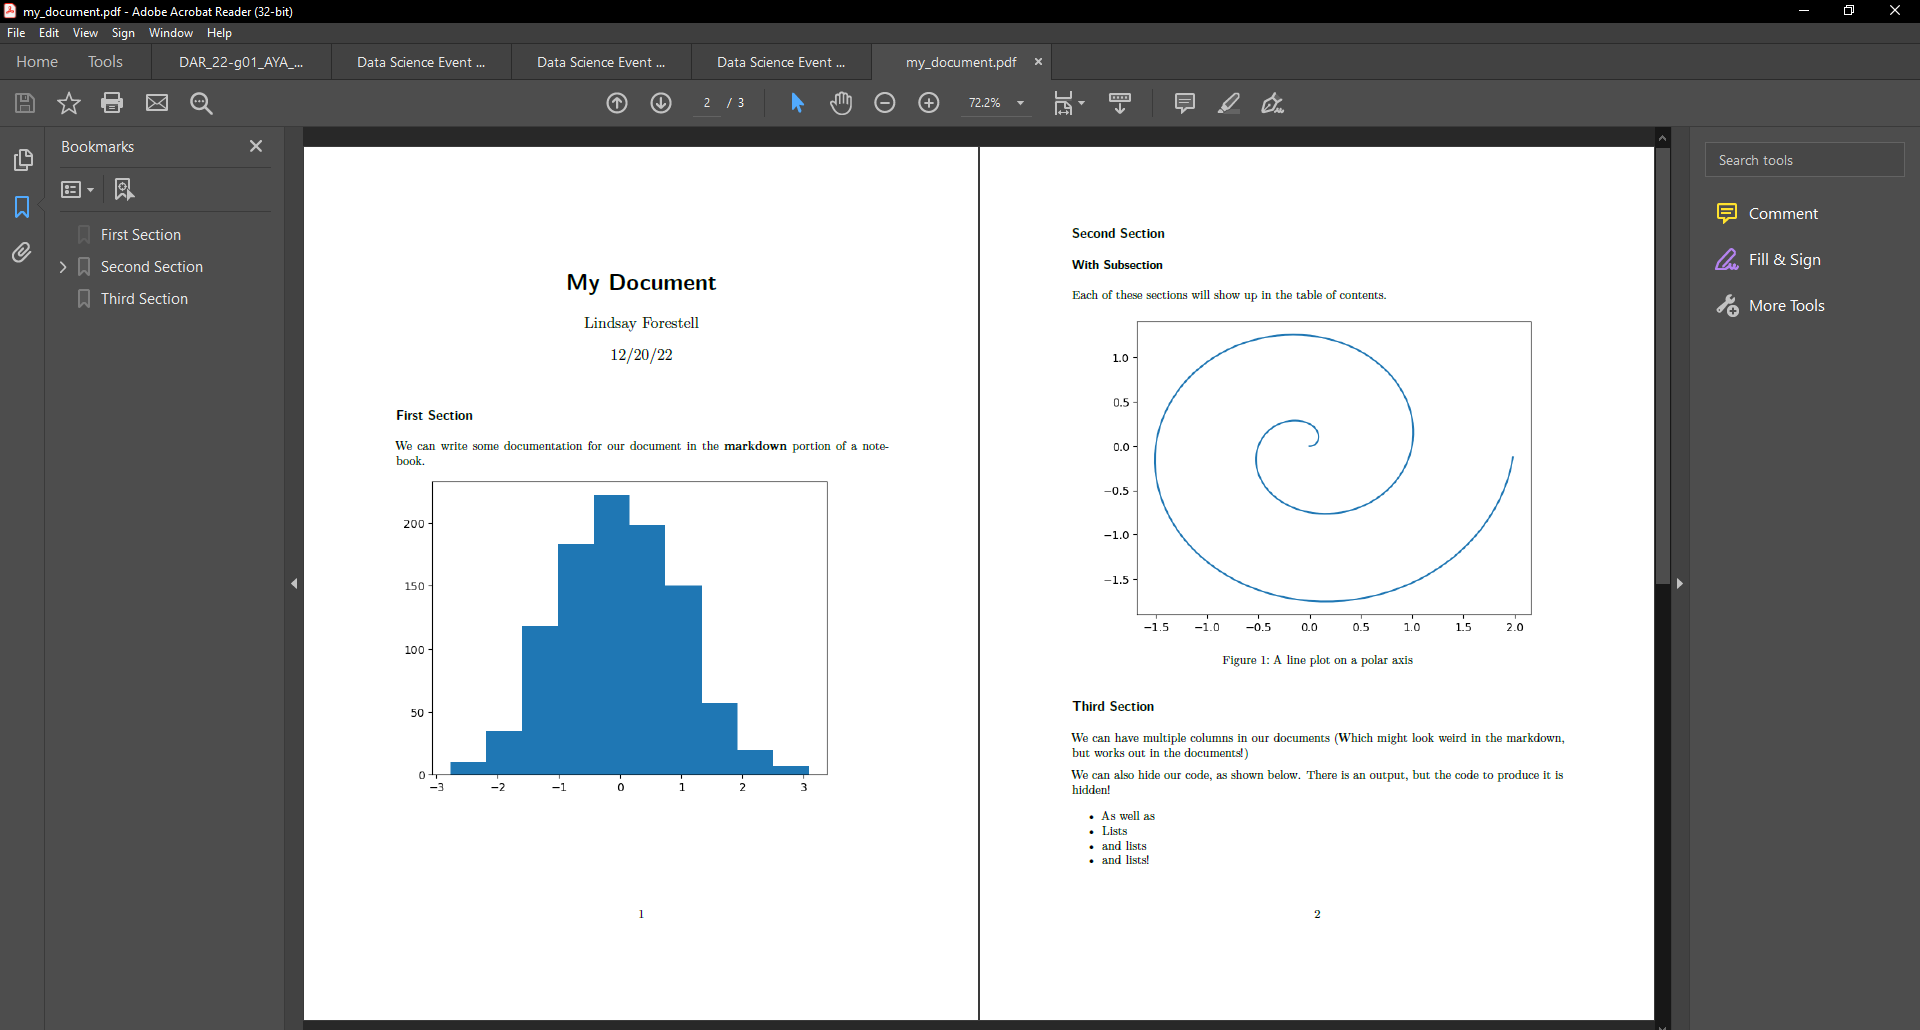 my_document.pdf - Adobe Acrobat Reader (32-bit)
File Edit View Sign Window Help
Home Tools DAR_22-g01_AYA_... Data Science Event ... Data Science Event ... Data Science Event ... my_document.pdf
2 / 3 72.2%
Bookmarks
First Section
Second Section
Third Section
My Document
Lindsay Forestell
12/20/22
First Section
We can write some documentation for our document in the markdown portion of a note-
book.
200
150
100
50
0
−3 −2 −1 0 1 2 3
1
Second Section
With Subsection
Each of these sections will show up in the table of contents.
1.0
0.5
0.0
−0.5
−1.0
−1.5
−1.5 −1.0 −0.5 0.0 0.5 1.0 1.5 2.0
Figure 1: A line plot on a polar axis
Third Section
We can have multiple columns in our documents (Which might look weird in the markdown,
but works out in the documents!)
We can also hide our code, as shown below. There is an output, but the code to produce it is
hidden!
• As well as
• Lists
• and lists
• and lists!
2
Search tools
Comment
Fill & Sign
More Tools